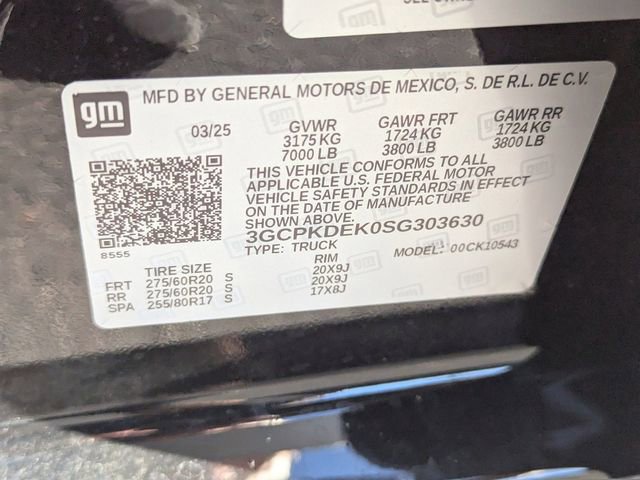 gm
MFD BY GENERAL MOTORS DE MEXICO, S. DE R.L. DE C.V.
03/25
GVWR
3175 KG
7000 LB
GAWR FRT
1724 KG
3800 LB
GAWR RR
1724 KG
3800 LB
THIS VEHICLE CONFORMS TO ALL
APPLICABLE U.S. FEDERAL MOTOR
VEHICLE SAFETY STANDARDS IN EFFECT
ON THE DATE OF MANUFACTURE
SHOWN ABOVE.
3GCPKDEK0SG303630
TYPE: TRUCK
MODEL: 00CK10543
8555
TIRE SIZE RIM
FRT 275/60R20 S 20X9J
RR 275/60R20 S 20X9J
SPA 255/80R17 S 17X8J